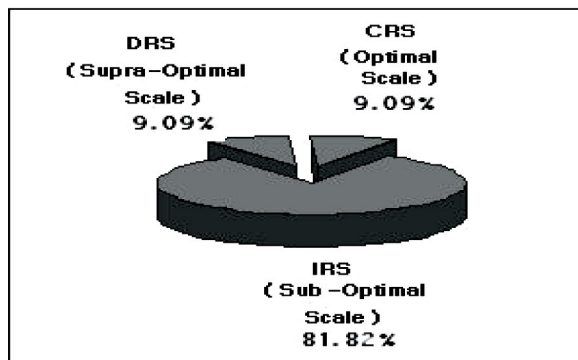 DRS
(Supra-Optimal
Scale)
9.09%
CRS
(Optimal
Scale)
9.09%
IRS
(Sub-Optimal
Scale)
81.82%